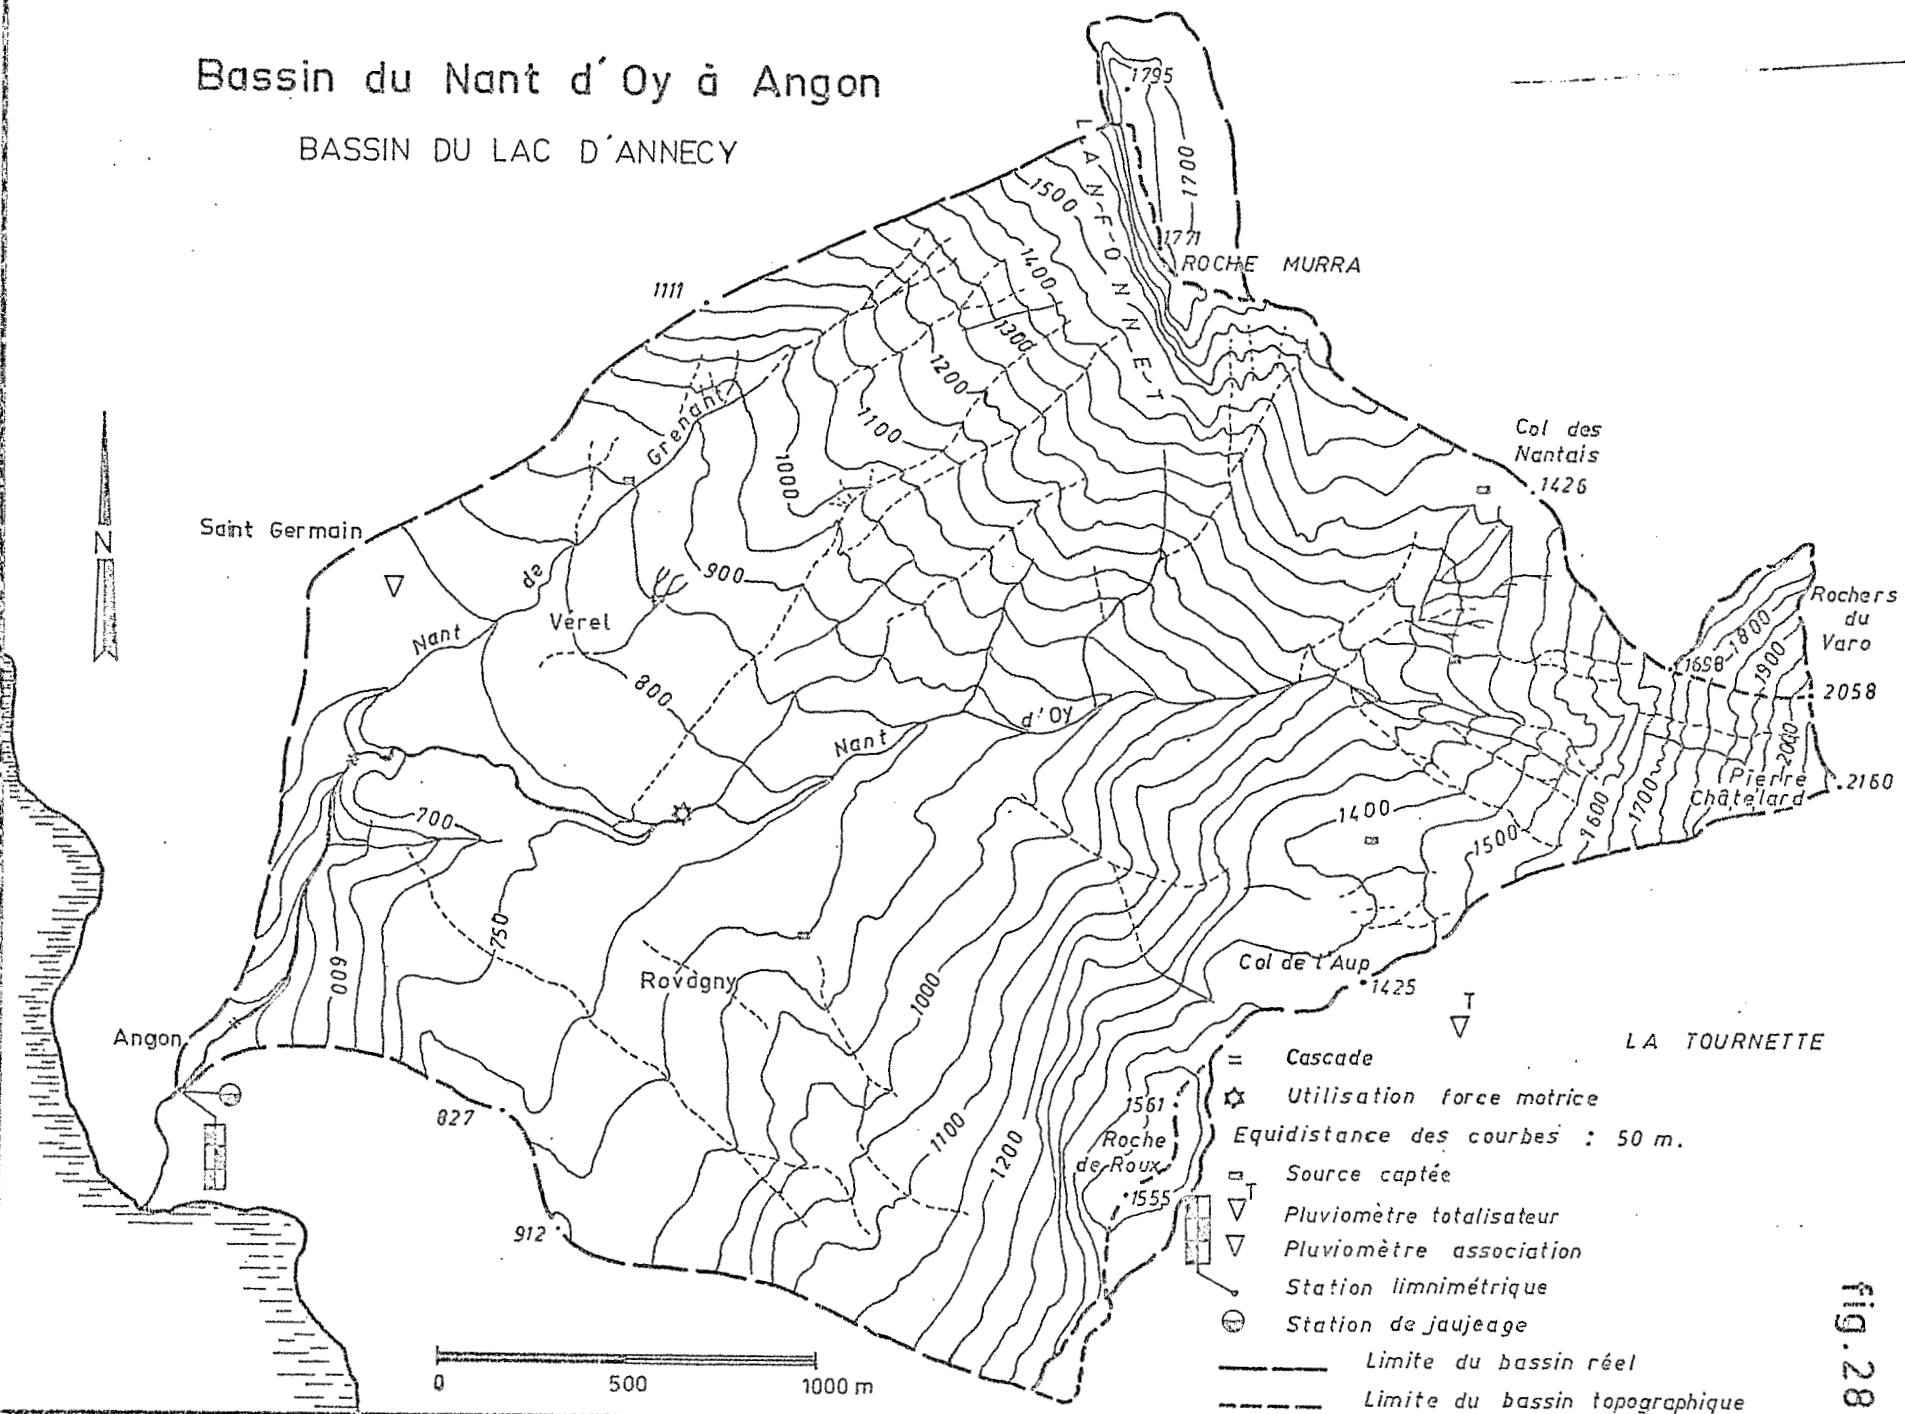 Bassin du Nant d'Oy à Angon
BASSIN DU LAC D'ANNECY
1795
1700
LANFONNET
1500
1771
ROCHE MURRA
1400
1111
1300
1200
1100
Grenant
1000
Col des
Nantais
1426
Saint Germain
N
de
900
Verel
Nant
Rochers
du
Varo
1800
1698
1900
2058
800
d'Oy
Nant
2000
Pierre
Châtelard
2160
1700
1600
1400
1500
700
750
600
Rovagny
1000
Col de l'Aup
1425
T
Angon
LA TOURNETTE
827
1561
Roche
de Roux
1555
1100
1200
912
Cascade
Utilisation force motrice
Equidistance des courbes : 50 m.
Source captée
T
Pluviomètre totalisateur
Pluviomètre association
Station limnimétrique
Station de jaujeage
Limite du bassin réel
Limite du bassin topographique
0 500 1000 m
fig. 28